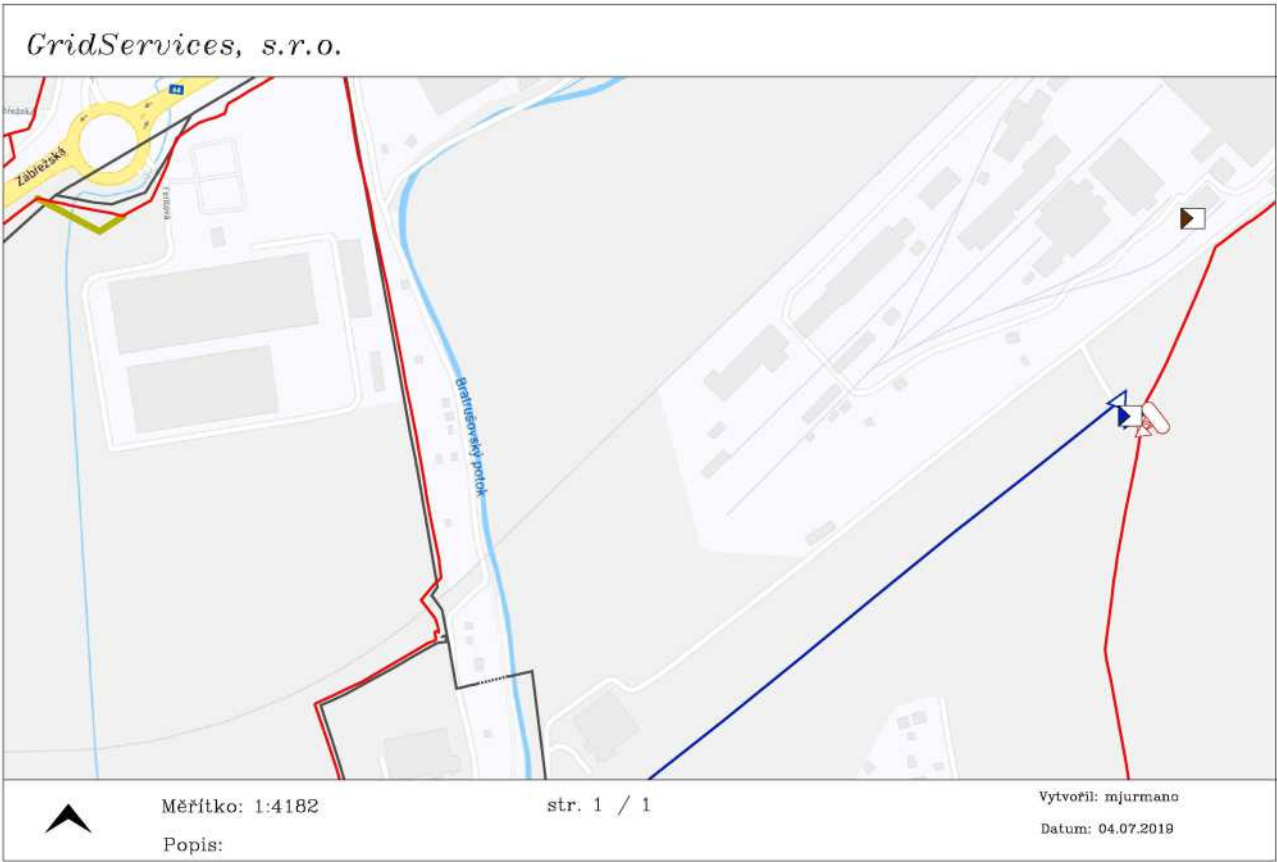 GridServices, s.r.o.
44
Zábřežská
Bratrušovský potok
Měřítko: 1:4182
str. 1 / 1
Vytvořil: mjurmano
Datum: 04.07.2019
Popis: